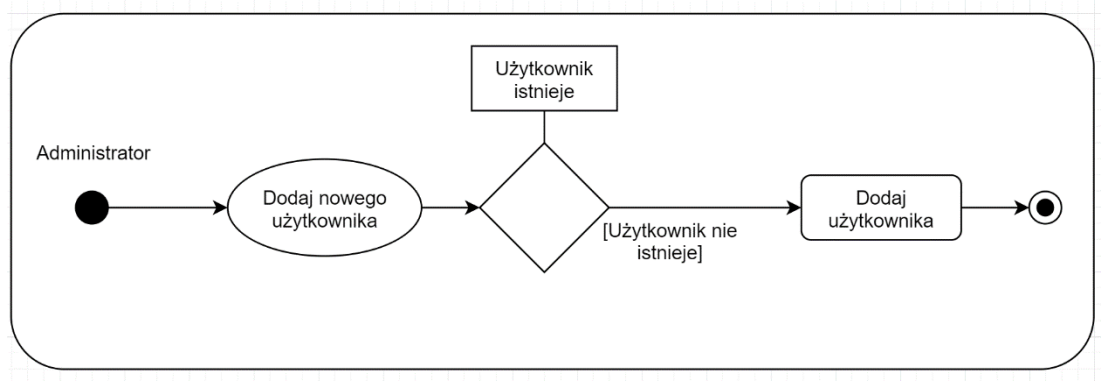 Użytkownik
istnieje
Administrator
Dodaj nowego
użytkownika
[Użytkownik nie
istnieje]
Dodaj
użytkownika